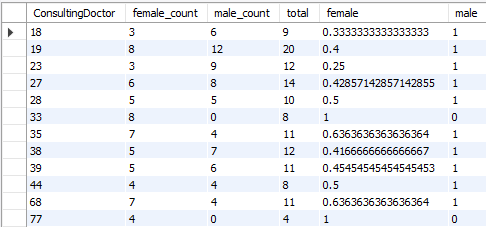 ConsultingDoctor female_count male_count total female male
18 3 6 9 0.3333333333333333 1
19 8 12 20 0.4 1
23 3 9 12 0.25 1
27 6 8 14 0.42857142857142855 1
28 5 5 10 0.5 1
33 8 0 8 1 0
35 7 4 11 0.6363636363636364 1
38 5 7 12 0.4166666666666667 1
39 5 6 11 0.45454545454545453 1
44 4 4 8 0.5 1
68 7 4 11 0.6363636363636364 1
77 4 0 4 1 0